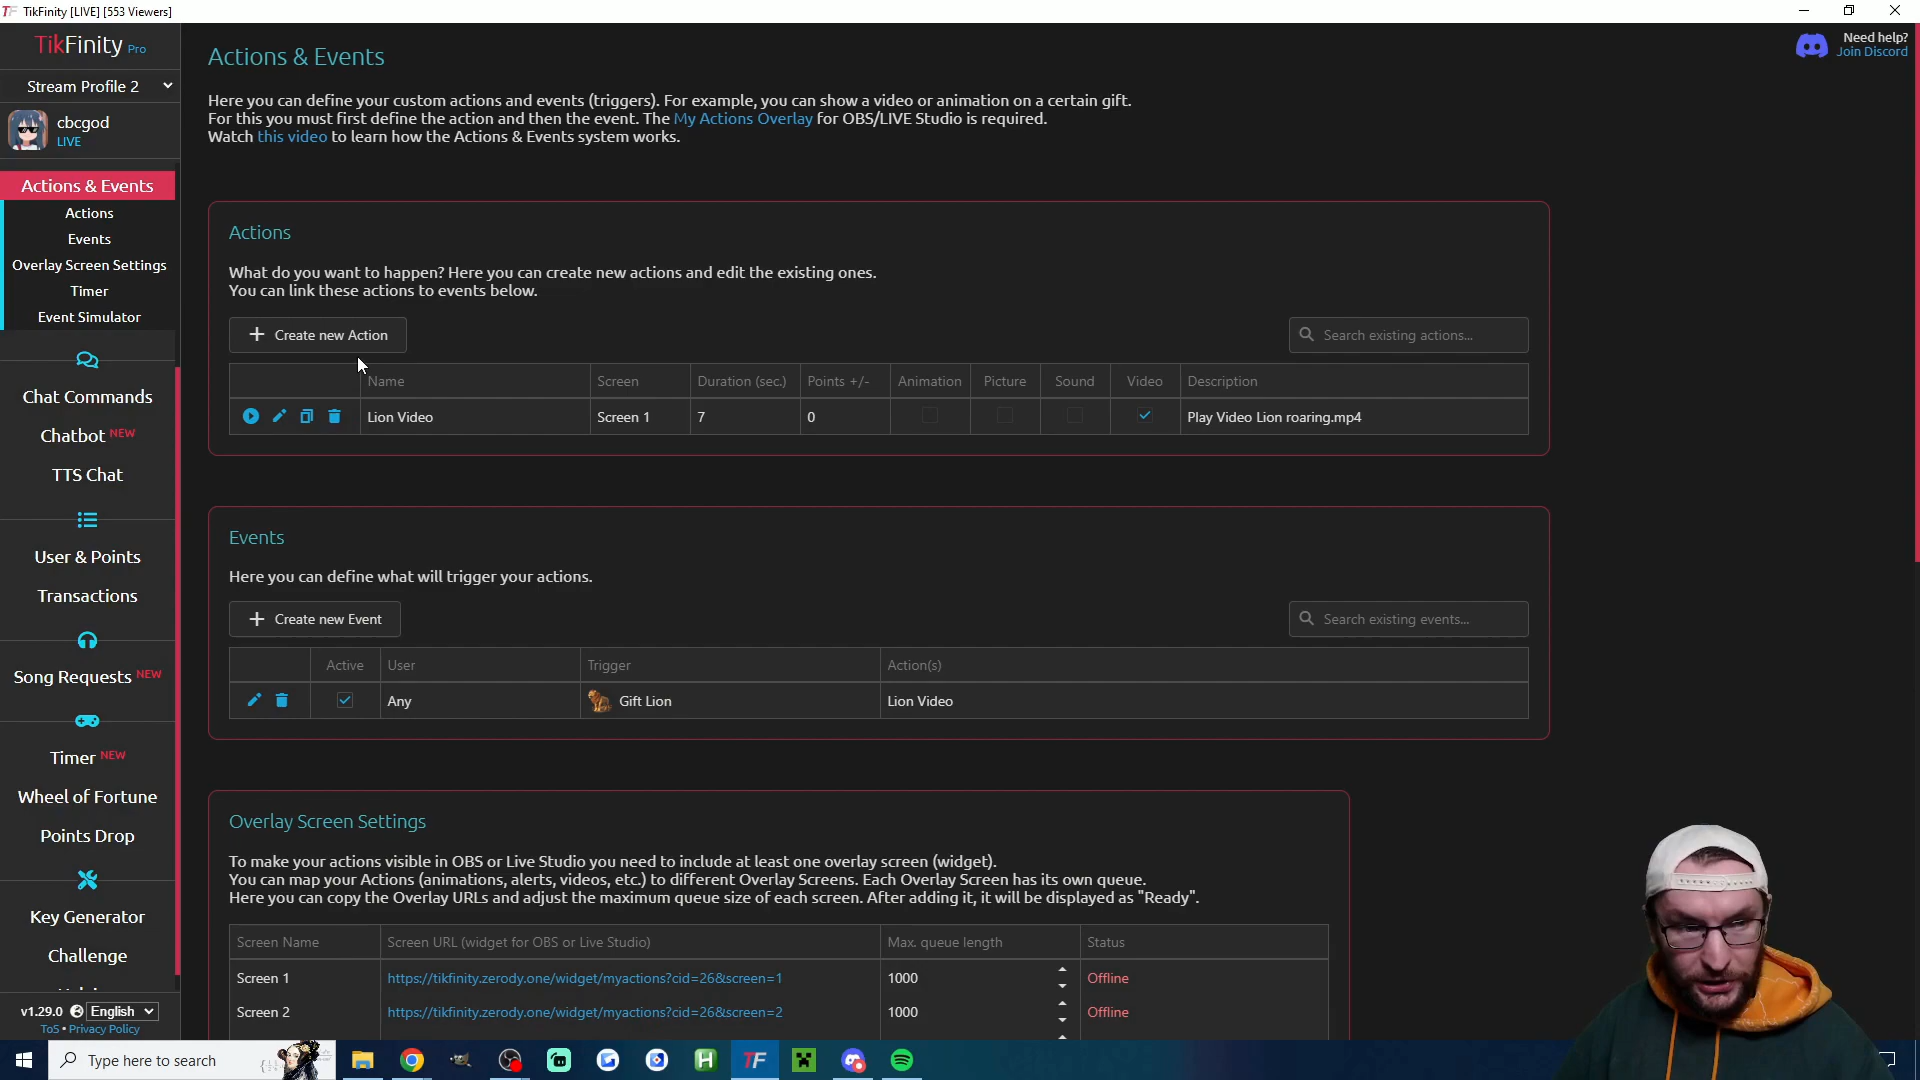 TikFinity [LIVE] [553 Viewers]
TikFinity Pro
Stream Profile 2
cbcgod
LIVE
Actions & Events
Actions
Events
Overlay Screen Settings
Timer
Event Simulator
Chat Commands
Chatbot NEW
TTS Chat
User & Points
Transactions
Song Requests NEW
Timer NEW
Wheel of Fortune
Points Drop
Key Generator
Challenge
v1.29.0 English
ToS • Privacy Policy
Need help?
Join Discord
Actions & Events
Here you can define your custom actions and events (triggers). For example, you can show a video or animation on a certain gift.
For this you must first define the action and then the event. The My Actions Overlay for OBS/LIVE Studio is required.
Watch this video to learn how the Actions & Events system works.
Actions
What do you want to happen? Here you can create new actions and edit the existing ones.
You can link these actions to events below.
+ Create new Action
Search existing actions...
Name Screen Duration (sec.) Points +/- Animation Picture Sound Video Description
Lion Video Screen 1 7 0 Play Video Lion roaring.mp4
Events
Here you can define what will trigger your actions.
+ Create new Event
Search existing events...
Active User Trigger Action(s)
Any Gift Lion Lion Video
Overlay Screen Settings
To make your actions visible in OBS or Live Studio you need to include at least one overlay screen (widget).
You can map your Actions (animations, alerts, videos, etc.) to different Overlay Screens. Each Overlay Screen has its own queue.
Here you can copy the Overlay URLs and adjust the maximum queue size of each screen. After adding it, it will be displayed as "Ready".
Screen Name Screen URL (widget for OBS or Live Studio) Max. queue length Status
Screen 1 https://tikfinity.zerody.one/widget/myactions?cid=26&screen=1 1000 Offline
Screen 2 https://tikfinity.zerody.one/widget/myactions?cid=26&screen=2 1000 Offline
Type here to search
TF